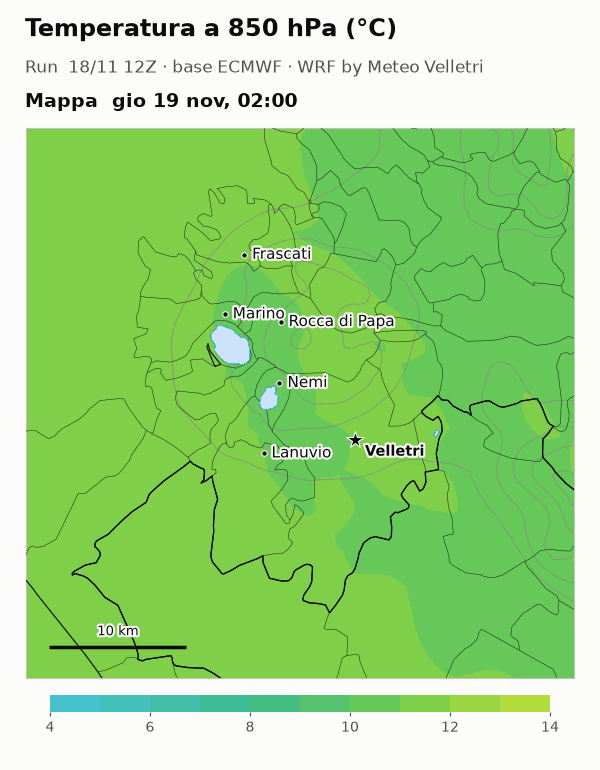 Temperatura a 850 hPa (°C)
Run  18/11 12Z · base ECMWF · WRF by Meteo Velletri
Mappa  gio 19 nov, 02:00
Frascati
Marino
Rocca di Papa
Nemi
Velletri
Lanuvio
10 km
4 6 8 10 12 14